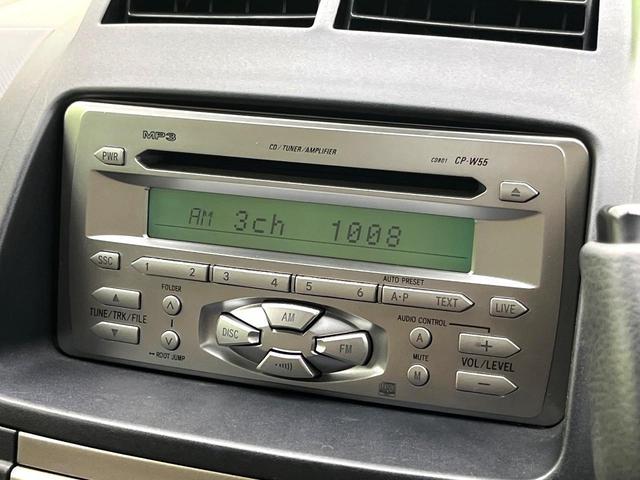 MP3
CD/TUNER/AMPLIFIER
CD801 CP-W55
PWR
AM 3ch 1008
SSC
1 2 3 4 5 6
AUTO PRESET
A·P TEXT
LIVE
FOLDER
TUNE/TRK/FILE
ROOT JUMP
DISC
AM
FM
AUDIO CONTROL
A
MUTE
M
+
VOL/LEVEL
−